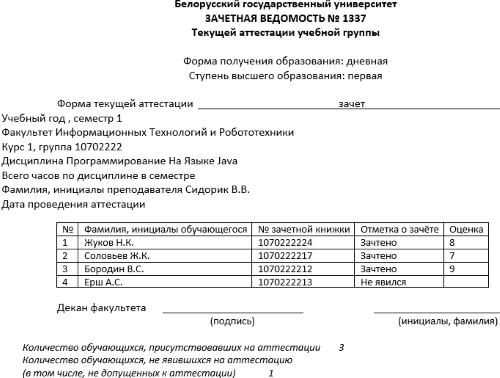 Белорусский государственный университет
ЗАЧЕТНАЯ ВЕДОМОСТЬ № 1337
Текущей аттестации учебной группы
Форма получения образования: дневная
Ступень высшего образования: первая
Форма текущей аттестации зачет
Учебный год , семестр 1
Факультет Информационных Технологий и Робототехники
Курс 1, группа 10702222
Дисциплина Программирование На Языке Java
Всего часов по дисциплине в семестре
Фамилия, инициалы преподавателя Сидорик В.В.
Дата проведения аттестации
№ Фамилия, инициалы обучающегося № зачетной книжки Отметка о зачёте Оценка
1 Жуков Н.К. 1070222224 Зачтено 8
2 Соловьев Ж.К. 1070222217 Зачтено 7
3 Бородин В.С. 1070222212 Зачтено 9
4 Ерш А.С. 1070222213 Не явился
Декан факультета
(подпись) (инициалы, фамилия)
Количество обучающихся, присутствовавших на аттестации 3
Количество обучающихся, не явившихся на аттестацию
(в том числе, не допущенных к аттестации) 1